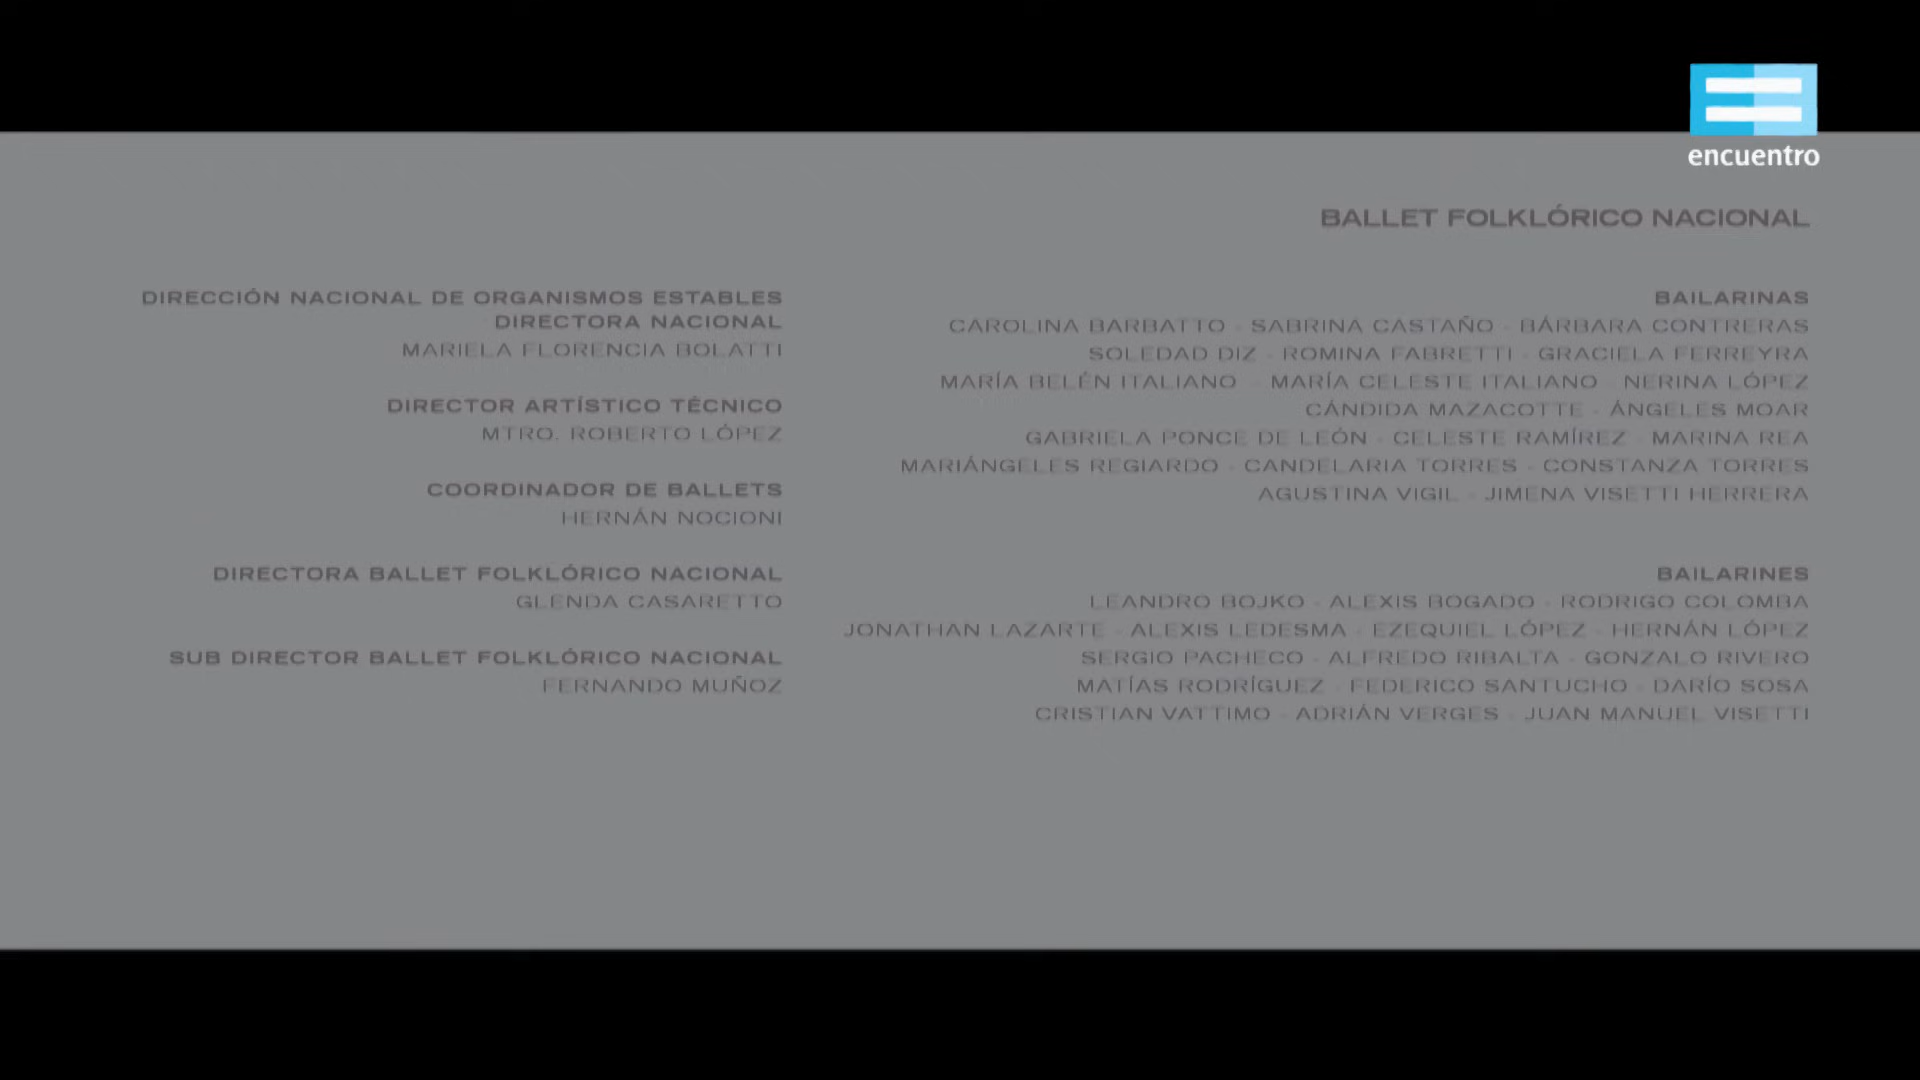 encuentro
BALLET FOLKLÓRICO NACIONAL
DIRECCIÓN NACIONAL DE ORGANISMOS ESTABLES
DIRECTORA NACIONAL
MARIELA FLORENCIA BOLATTI
DIRECTOR ARTÍSTICO TÉCNICO
MTRO. ROBERTO LÓPEZ
COORDINADOR DE BALLETS
HERNÁN NOCIONI
DIRECTORA BALLET FOLKLÓRICO NACIONAL
GLENDA CASARETTO
SUB DIRECTOR BALLET FOLKLÓRICO NACIONAL
FERNANDO MUÑOZ
BAILARINAS
CAROLINA BARBATTO - SABRINA CASTAÑO - BÁRBARA CONTRERAS
SOLEDAD DIZ - ROMINA FABRETTI - GRACIELA FERREYRA
MARÍA BELÉN ITALIANO - MARÍA CELESTE ITALIANO - NERINA LÓPEZ
CÁNDIDA MAZACOTTE - ÁNGELES MOAR
GABRIELA PONCE DE LEÓN - CELESTE RAMÍREZ - MARINA REA
MARIÁNGELES REGIARDO - CANDELARIA TORRES - CONSTANZA TORRES
AGUSTINA VIGIL - JIMENA VISETTI HERRERA
BAILARINES
LEANDRO BOJKO - ALEXIS BOGADO - RODRIGO COLOMBA
JONATHAN LAZARTE - ALEXIS LEDESMA - EZEQUIEL LÓPEZ - HERNÁN LÓPEZ
SERGIO PACHECO - ALFREDO RIBALTA - GONZALO RIVERO
MATÍAS RODRÍGUEZ - FEDERICO SANTUCHO - DARÍO SOSA
CRISTIAN VATTIMO - ADRIÁN VERGES - JUAN MANUEL VISETTI